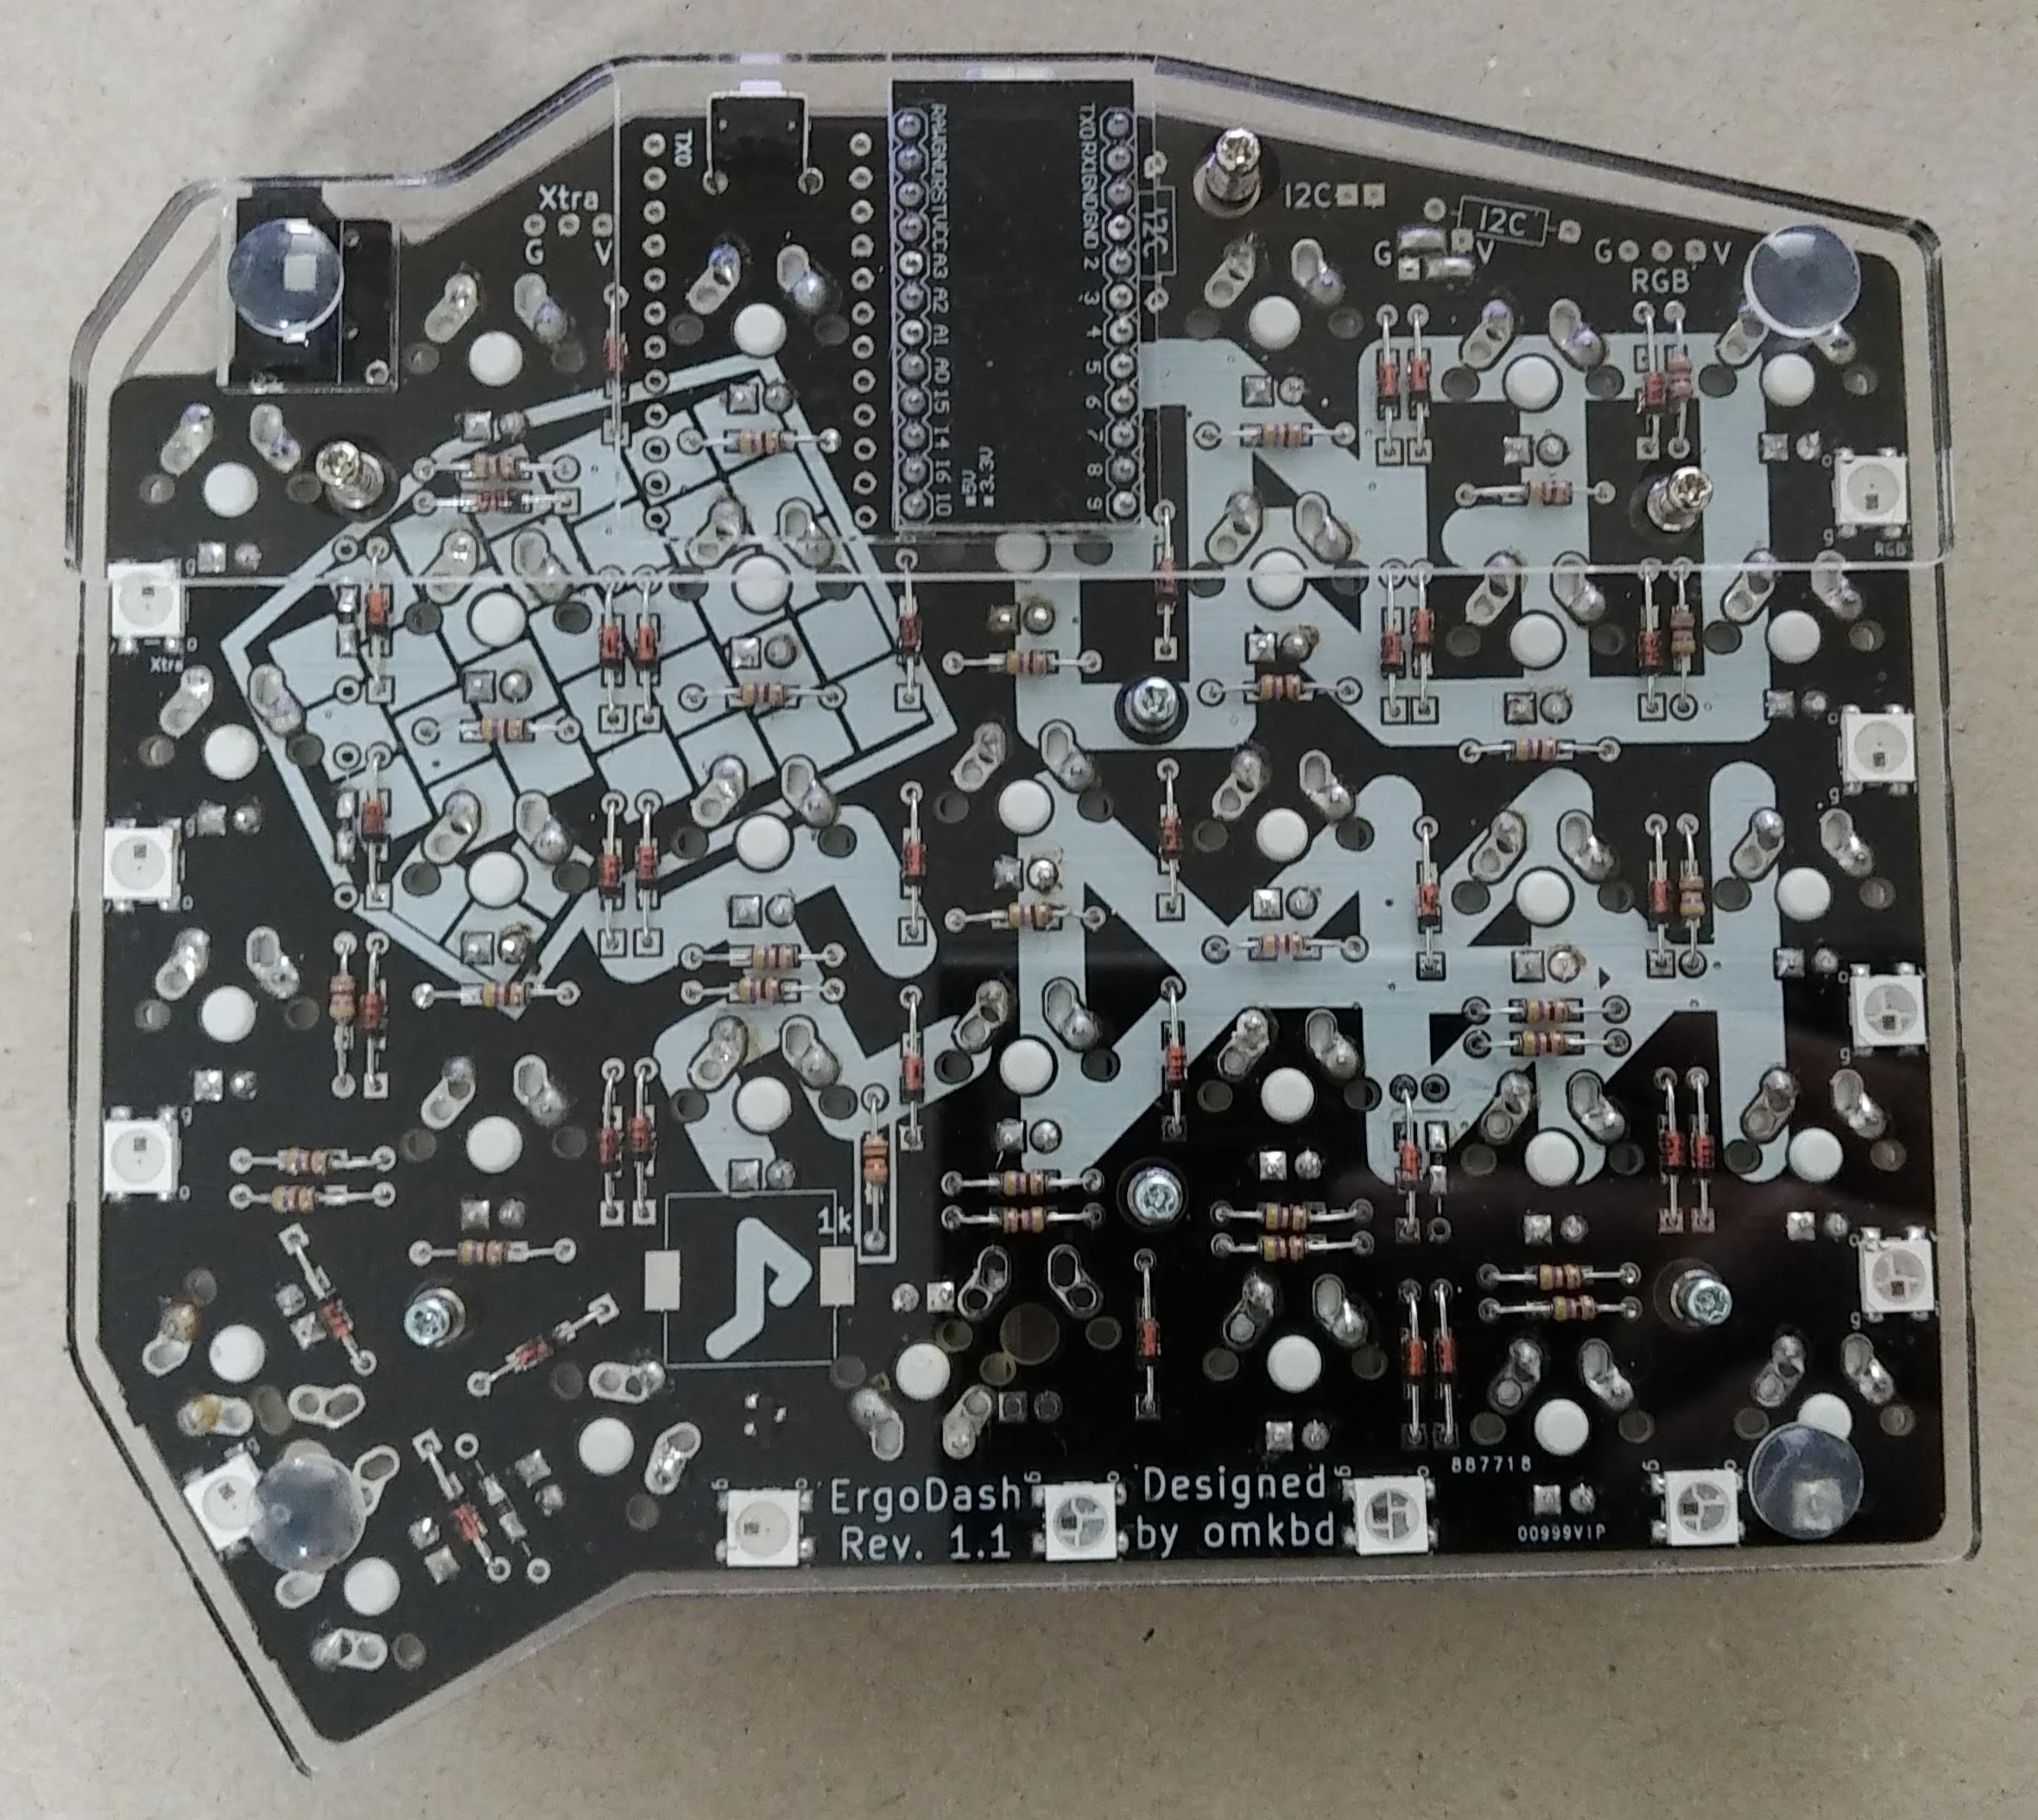 TX0
Xtra
G V
RAW GND RST VCC A3 A2 A1 A0 15 14 16 10
TX0 RX1 GND GND 2 3 4 5 6 7 8 9
5V
3.3V
I2C
I2C
I2C
G V
G V
RGB
RGB
Xtra
1k
ErgoDash
Rev. 1.1
Designed
by omkbd
887718
00999V1P